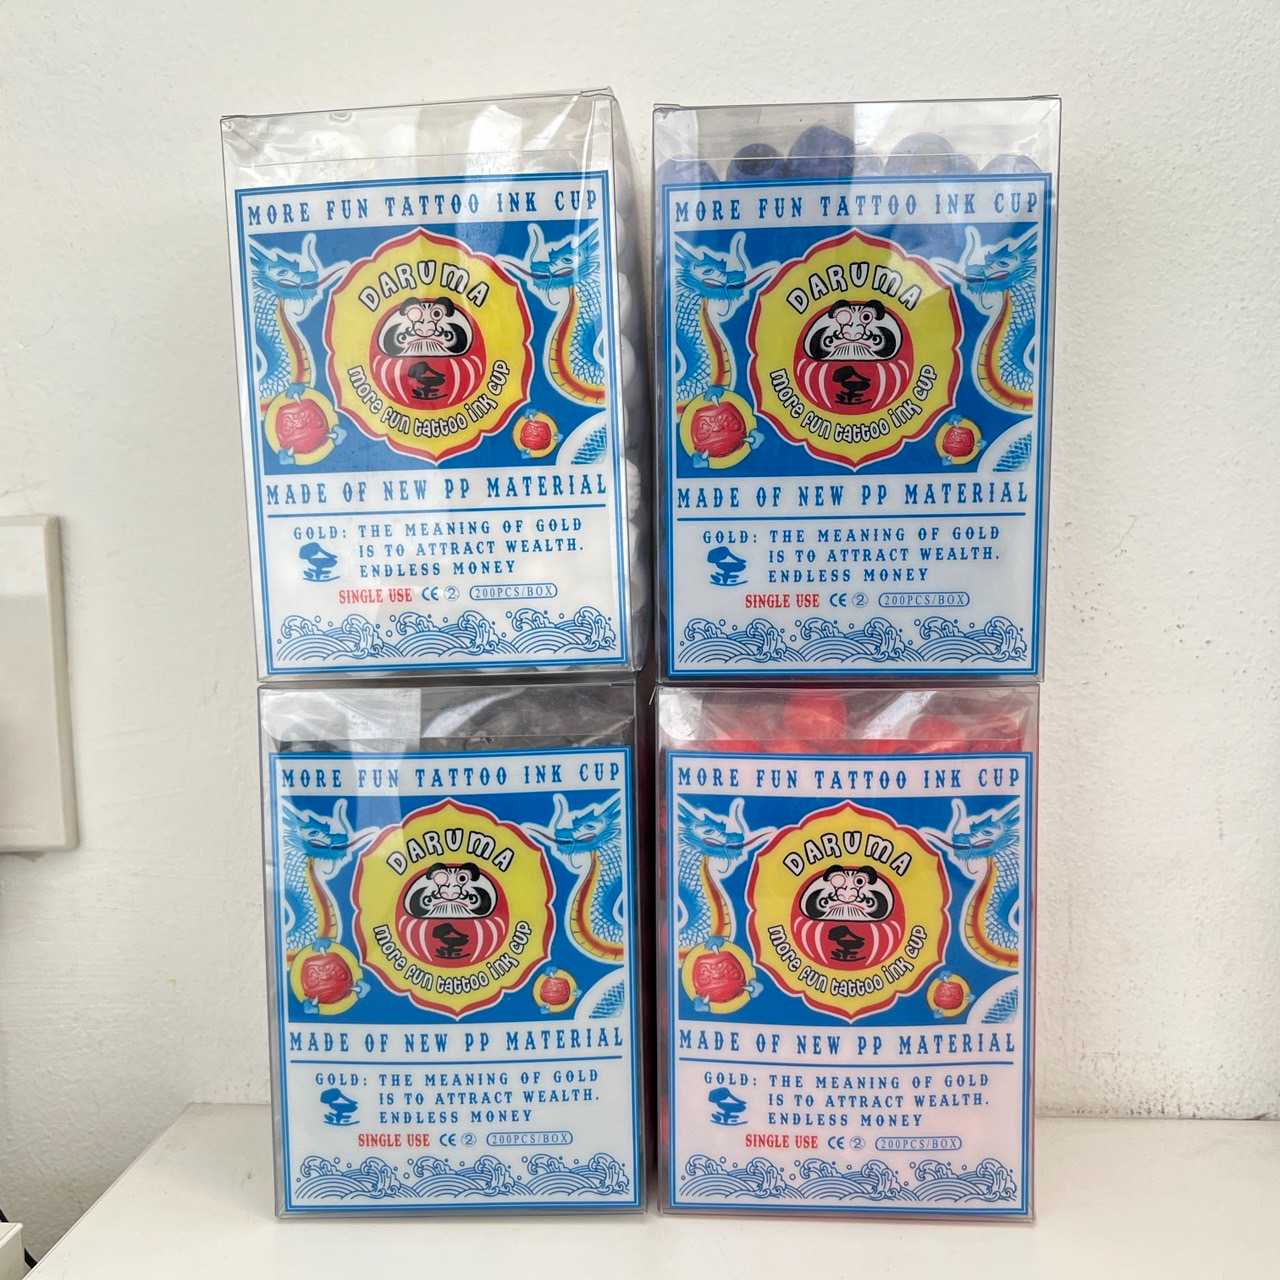 MORE FUN TATTOO INK CUP
DARUMA
more fun tattoo ink cup
MADE OF NEW PP MATERIAL
GOLD: THE MEANING OF GOLD
IS TO ATTRACT WEALTH.
ENDLESS MONEY
SINGLE USE CE 2 200PCS/BOX
MORE FUN TATTOO INK CUP
DARUMA
more fun tattoo ink cup
MADE OF NEW PP MATERIAL
GOLD: THE MEANING OF GOLD
IS TO ATTRACT WEALTH.
ENDLESS MONEY
SINGLE USE CE 2 200PCS/BOX
MORE FUN TATTOO INK CUP
DARUMA
more fun tattoo ink cup
MADE OF NEW PP MATERIAL
GOLD: THE MEANING OF GOLD
IS TO ATTRACT WEALTH.
ENDLESS MONEY
SINGLE USE CE 2 200PCS/BOX
MORE FUN TATTOO INK CUP
DARUMA
more fun tattoo ink cup
MADE OF NEW PP MATERIAL
GOLD: THE MEANING OF GOLD
IS TO ATTRACT WEALTH.
ENDLESS MONEY
SINGLE USE CE 2 200PCS/BOX